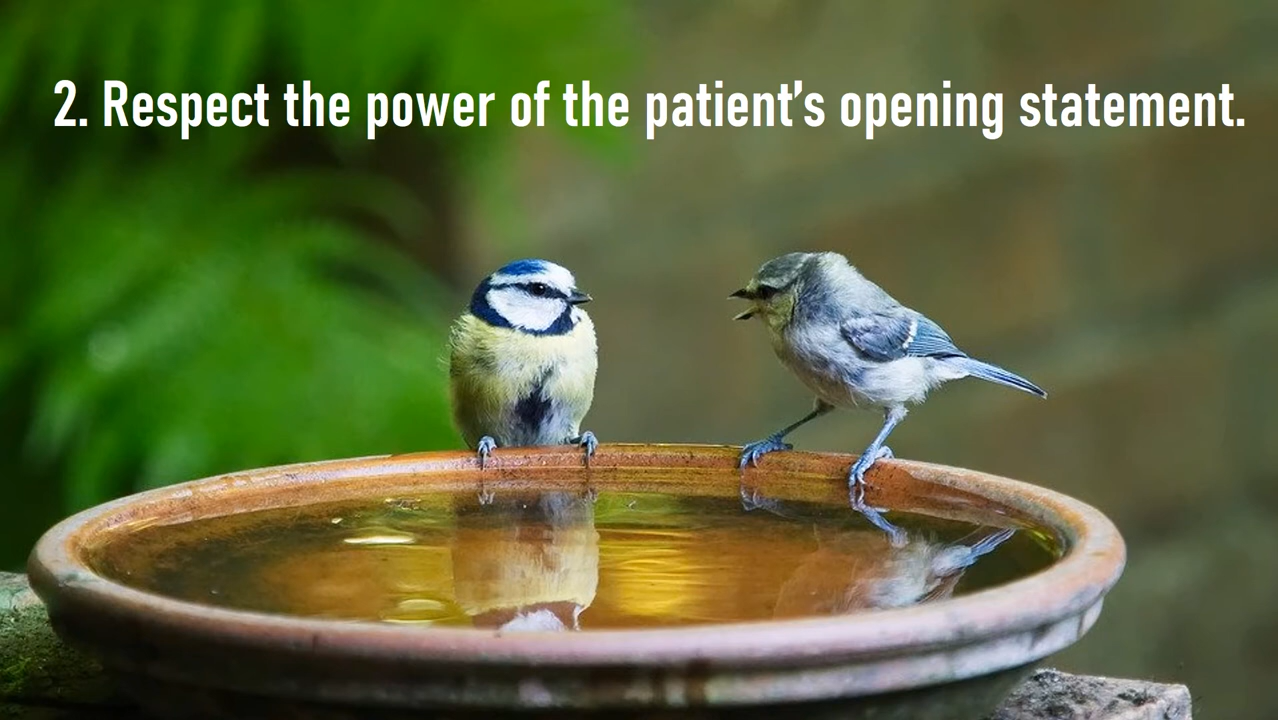 2. Respect the power of the patient’s opening statement.